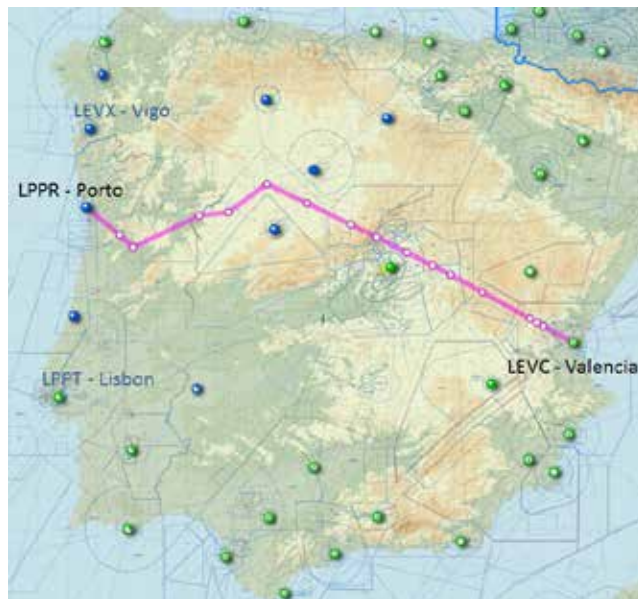 LEVX - Vigo
LPPR - Porto
LEVC - Valencia
LPPT - Lisbon